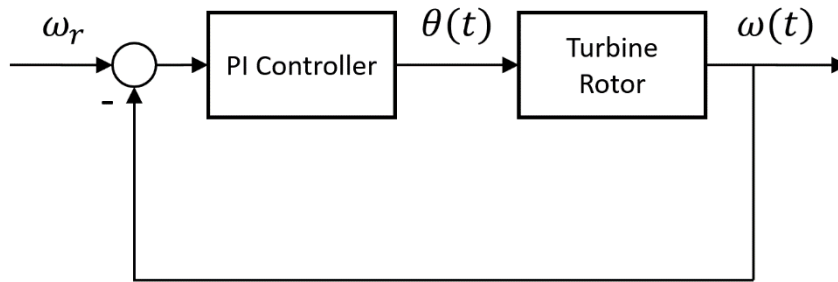 ω_r
PI Controller
θ(t)
Turbine
Rotor
ω(t)
-